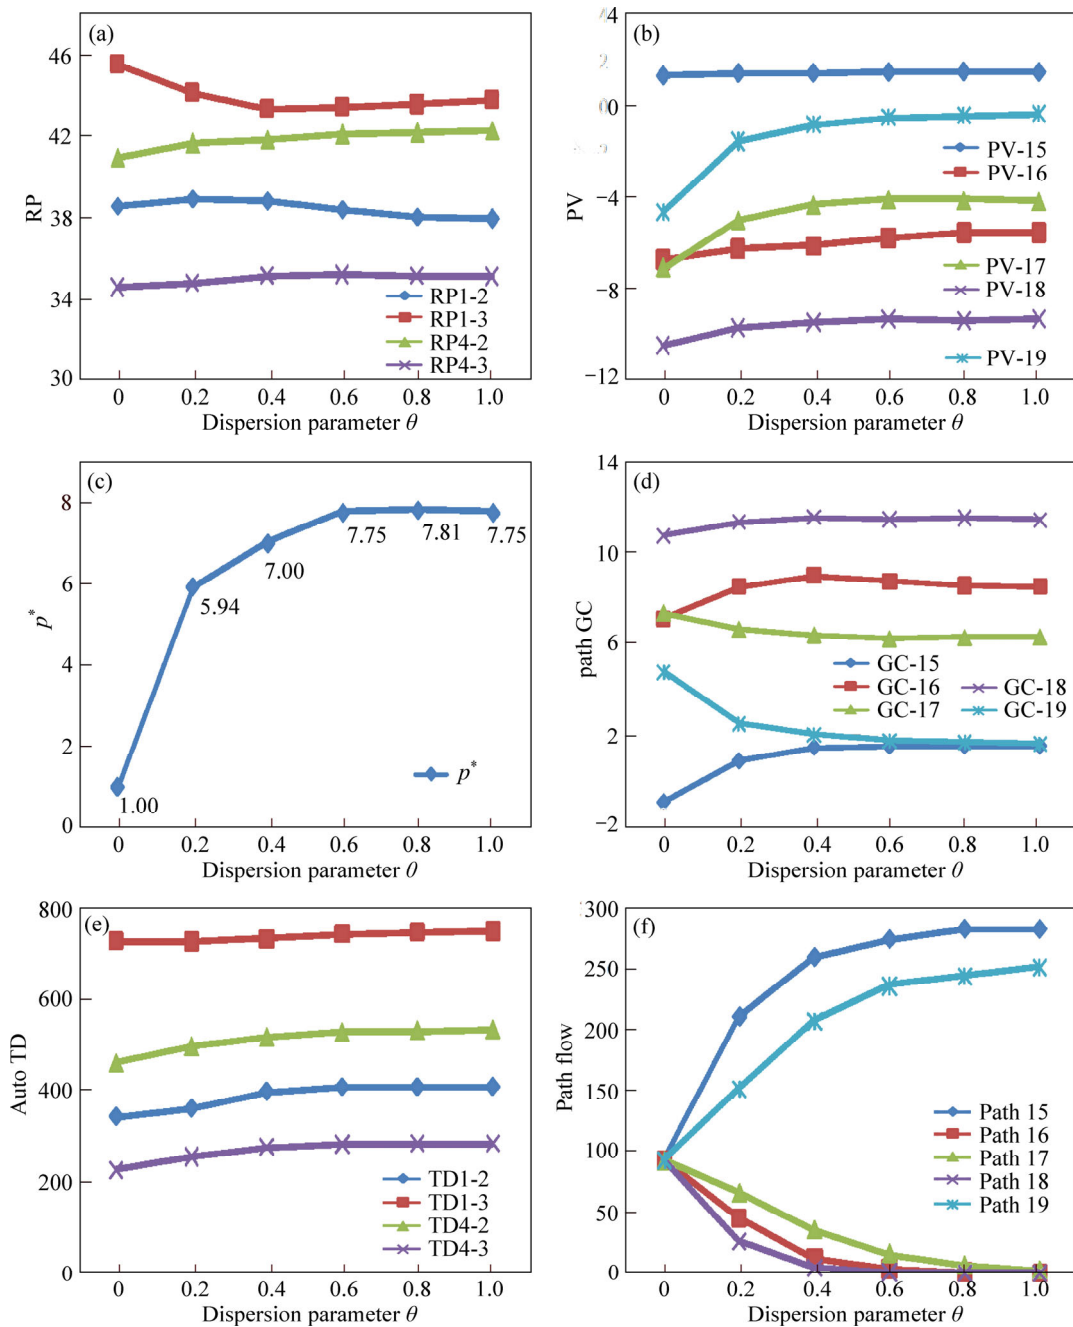 (a)
46
42
38
34
30
RP
RP1-2
RP1-3
RP4-2
RP4-3
0 0.2 0.4 0.6 0.8 1.0
Dispersion parameter θ
(b)
4
2
0
−4
−8
−12
PV
PV-15
PV-16
PV-17
PV-18
PV-19
0 0.2 0.4 0.6 0.8 1.0
Dispersion parameter θ
(c)
8
6
4
2
0
p*
1.00
5.94
7.00
7.75
7.81
7.75
p*
0 0.2 0.4 0.6 0.8 1.0
Dispersion parameter θ
(d)
14
10
6
2
−2
path GC
GC-15
GC-16 GC-18
GC-17 GC-19
0 0.2 0.4 0.6 0.8 1.0
Dispersion parameter θ
(e)
800
600
400
200
0
Auto TD
TD1-2
TD1-3
TD4-2
TD4-3
0 0.2 0.4 0.6 0.8 1.0
Dispersion parameter θ
(f)
300
250
200
150
100
50
0
Path flow
Path 15
Path 16
Path 17
Path 18
Path 19
0 0.2 0.4 0.6 0.8 1.0
Dispersion parameter θ